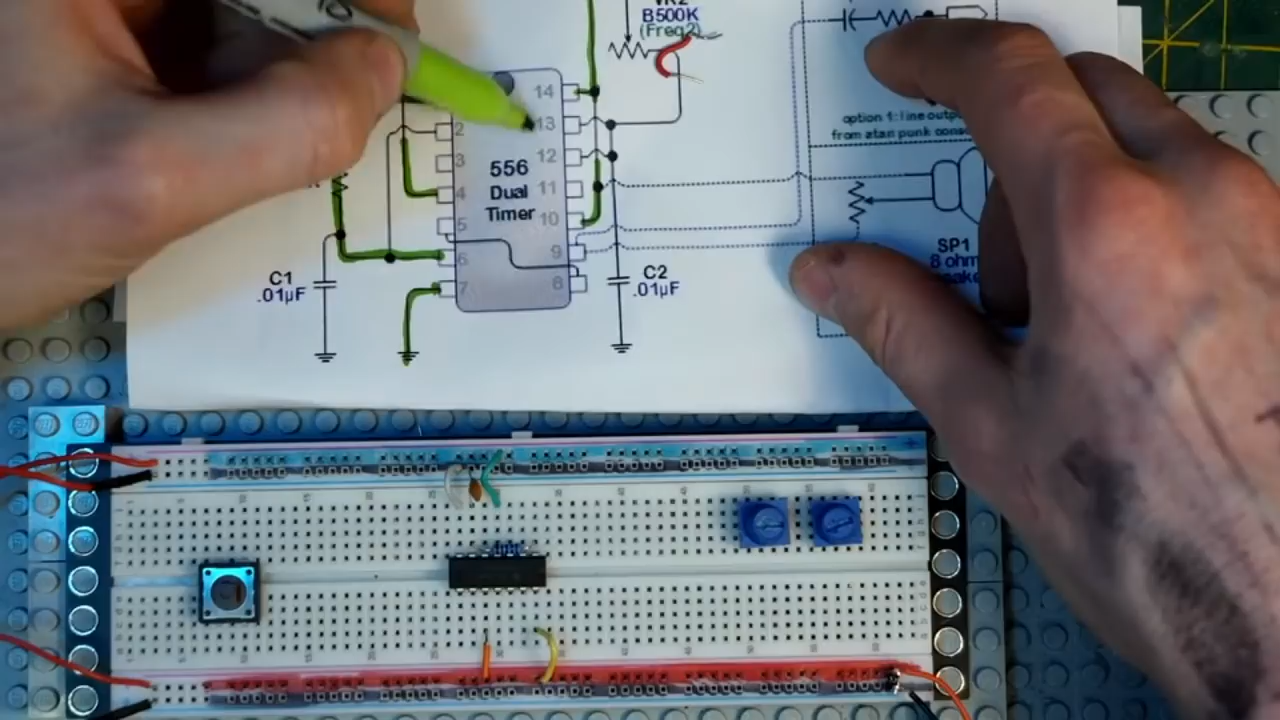 VR2
B500K
(Freq2)
14
13
2
12
3
556
Dual
Timer
11
4
10
5
9
6
8
7
C1
.01µF
C2
.01µF
option 1: line output
from atari punk
SP1
8 ohm